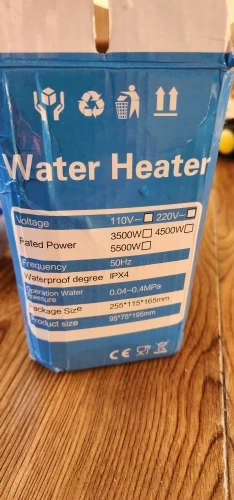 Water Heater
Voltage 110V~ 220V~
Rated Power 3500W 4500W
5500W
Frequency 50Hz
Waterproof degree IPX4
Operation Water Pressure 0,04~0.4MPa
Package Size 255*115*165mm
Product size 95*75*195mm
CE